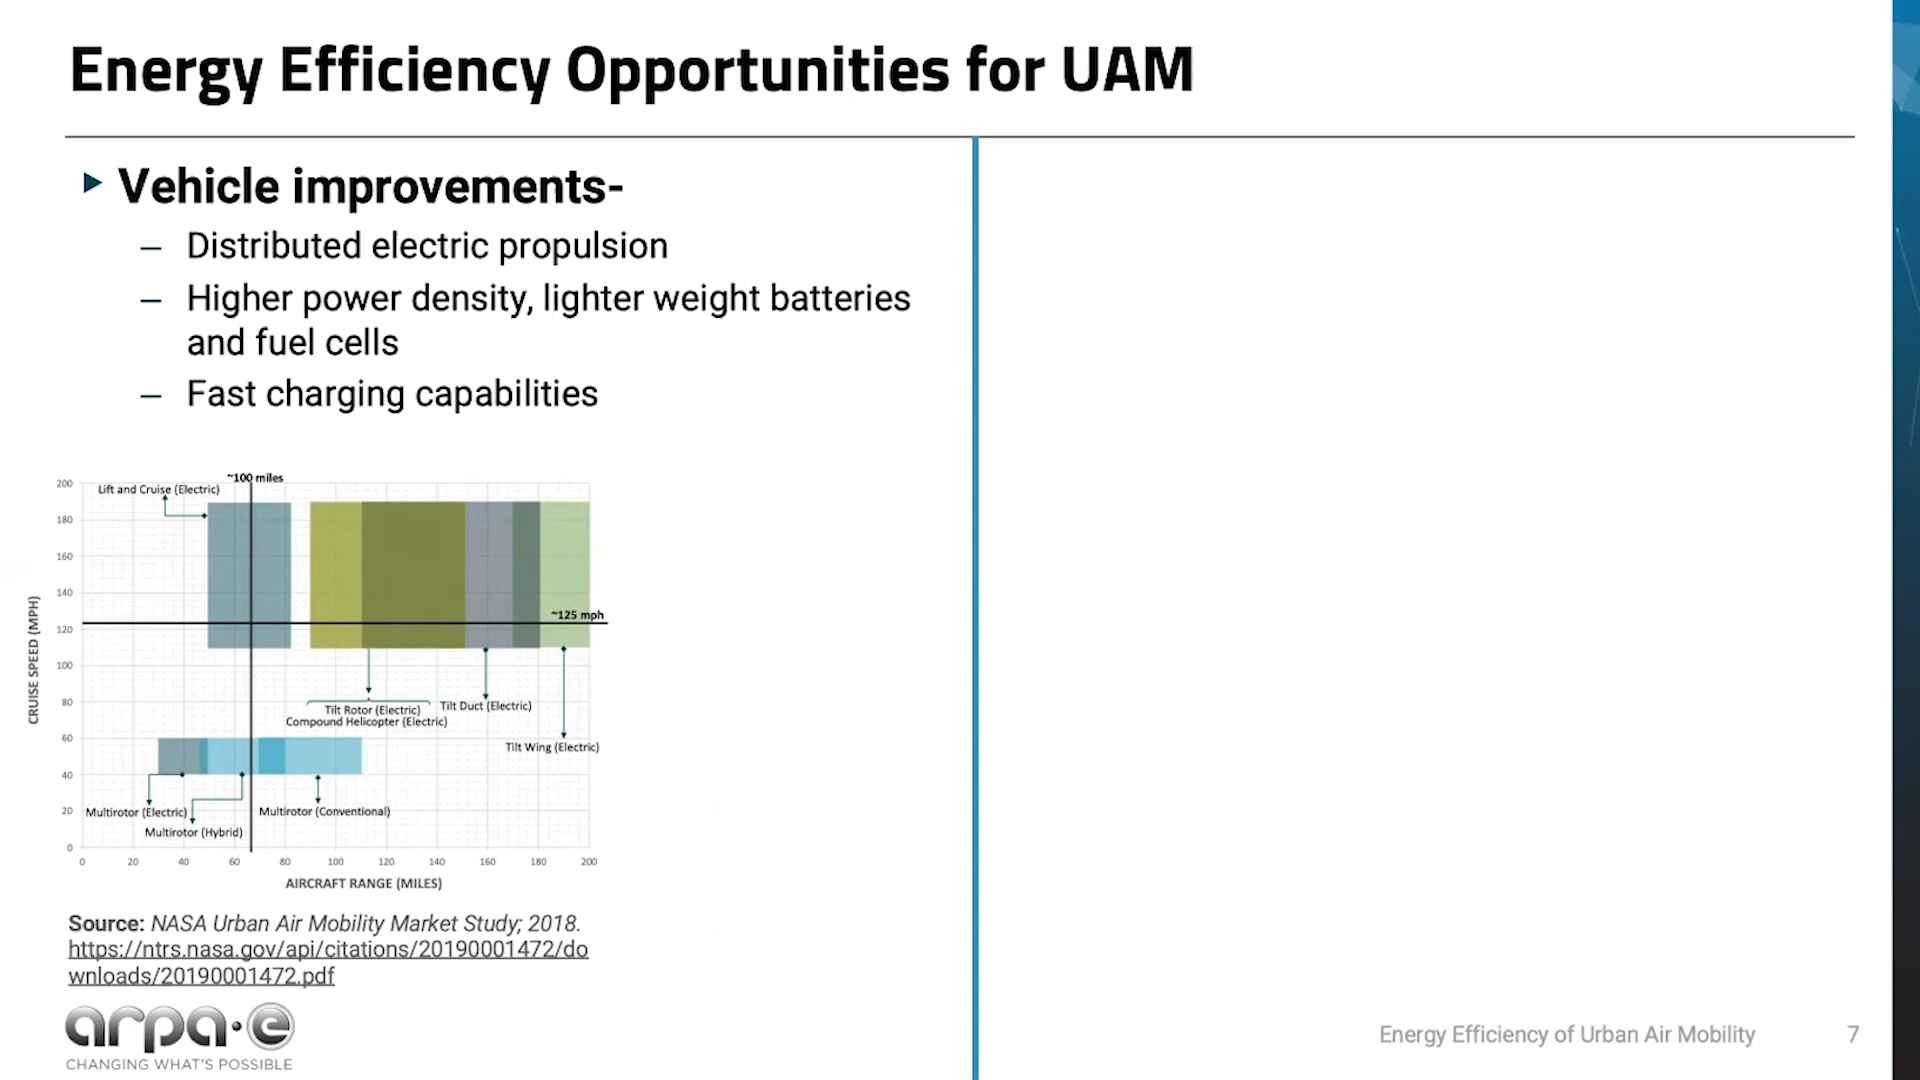 Energy Efficiency Opportunities for UAM
Vehicle improvements-
– Distributed electric propulsion
– Higher power density, lighter weight batteries
and fuel cells
– Fast charging capabilities
~100 miles
Lift and Cruise (Electric)
200
180
160
140
120
100
80
60
40
20
0
CRUISE SPEED (MPH)
~125 mph
Tilt Rotor (Electric)
Compound Helicopter (Electric)
Tilt Duct (Electric)
Tilt Wing (Electric)
Multirotor (Electric)
Multirotor (Hybrid)
Multirotor (Conventional)
0 20 40 60 80 100 120 140 160 180 200
AIRCRAFT RANGE (MILES)
Source: NASA Urban Air Mobility Market Study; 2018.
https://ntrs.nasa.gov/api/citations/20190001472/do
wnloads/20190001472.pdf
arpa·e
CHANGING WHAT'S POSSIBLE
Energy Efficiency of Urban Air Mobility 7